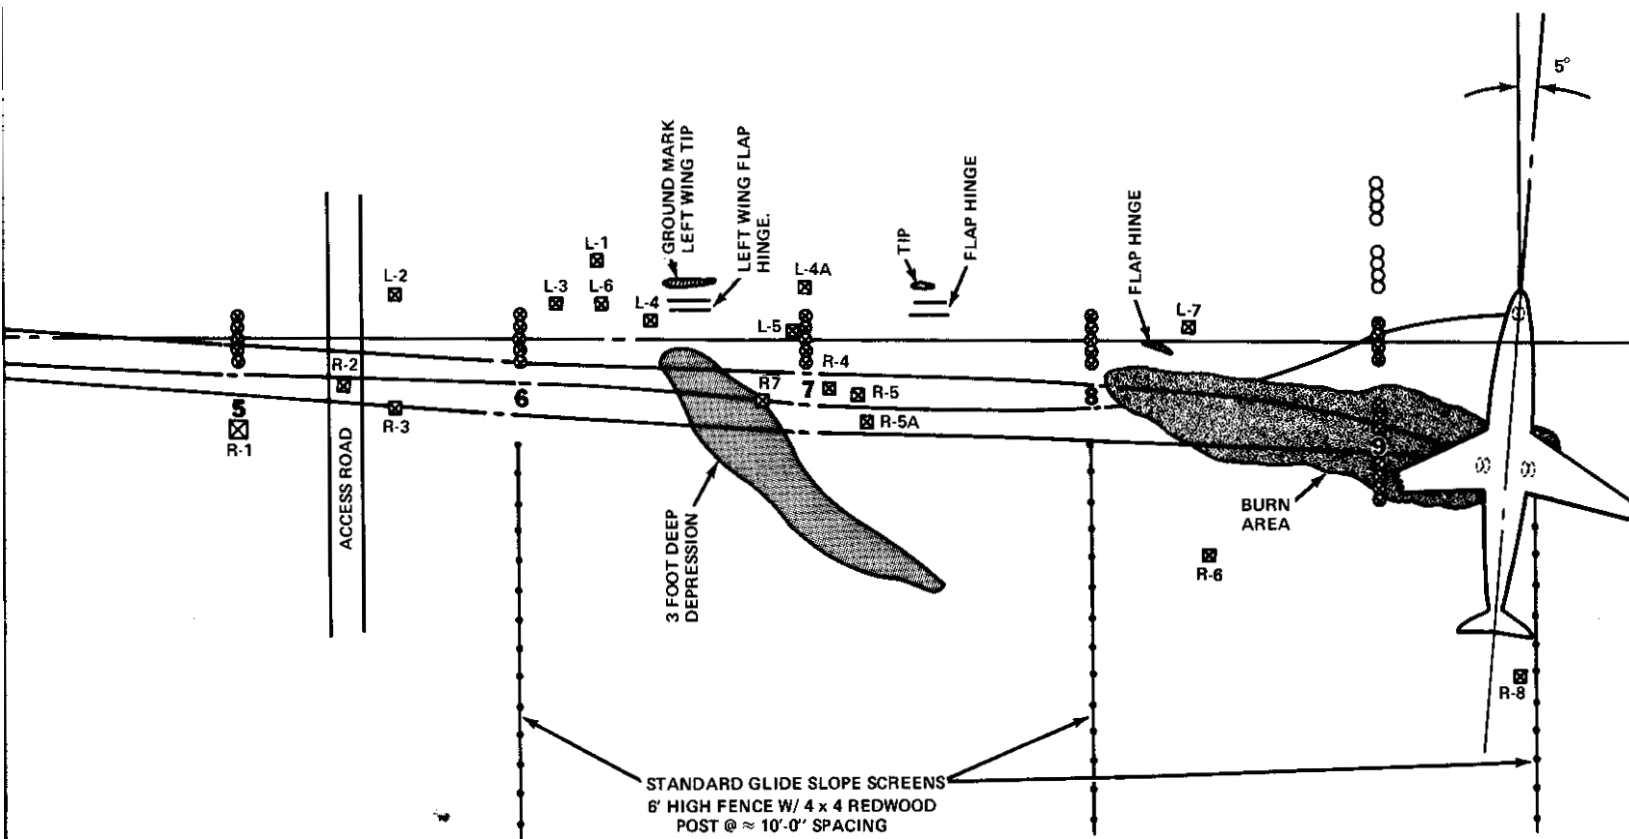 5°
GROUND MARK
LEFT WING TIP
LEFT WING FLAP
HINGE.
TIP
FLAP HINGE
FLAP HINGE
L-1
L-2
L-3
L-6
L-4
L-4A
L-5
L-7
R-2
R-4
R7
R-5
R-5A
R-3
R-1
5
6
7
8
9
ACCESS ROAD
3 FOOT DEEP
DEPRESSION
BURN
AREA
R-6
R-8
STANDARD GLIDE SLOPE SCREENS
6' HIGH FENCE W/ 4 x 4 REDWOOD
POST @ ≈ 10'-0" SPACING